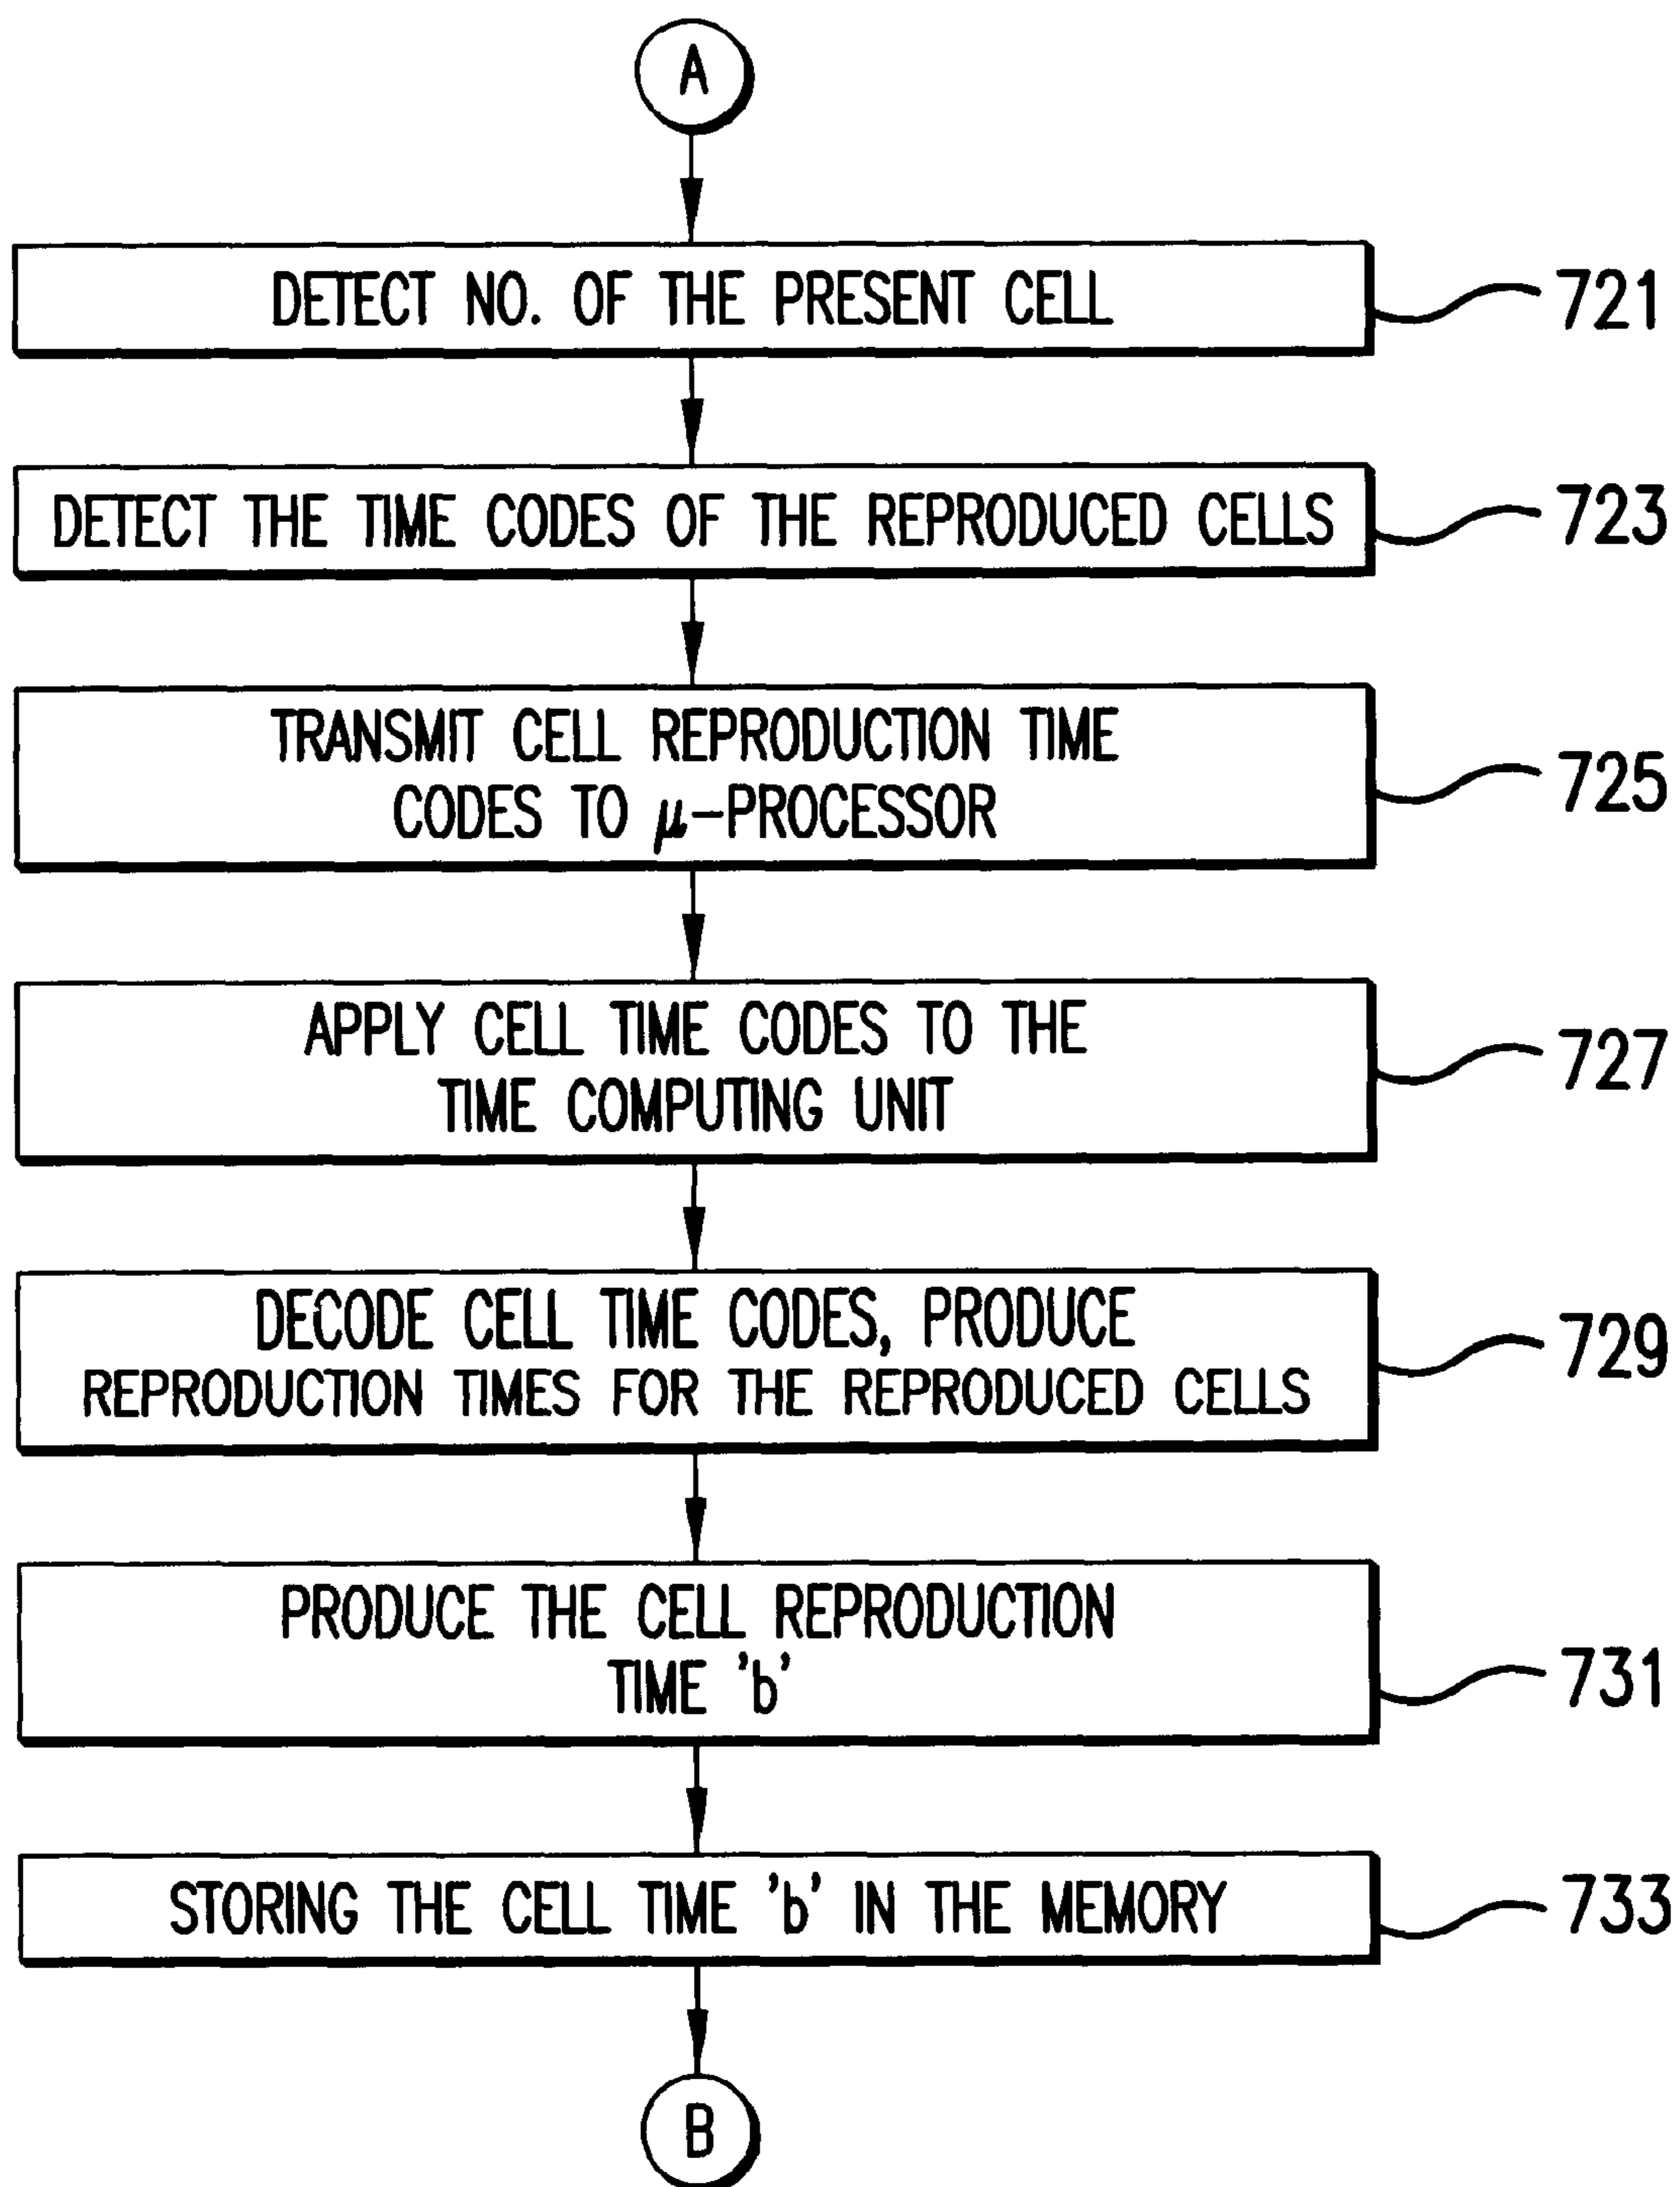 A
DETECT NO. OF THE PRESENT CELL
721
DETECT THE TIME CODES OF THE REPRODUCED CELLS
723
TRANSMIT CELL REPRODUCTION TIME
CODES TO μ-PROCESSOR
725
APPLY CELL TIME CODES TO THE
TIME COMPUTING UNIT
727
DECODE CELL TIME CODES, PRODUCE
REPRODUCTION TIMES FOR THE REPRODUCED CELLS
729
PRODUCE THE CELL REPRODUCTION
TIME 'b'
731
STORING THE CELL TIME 'b' IN THE MEMORY
733
B